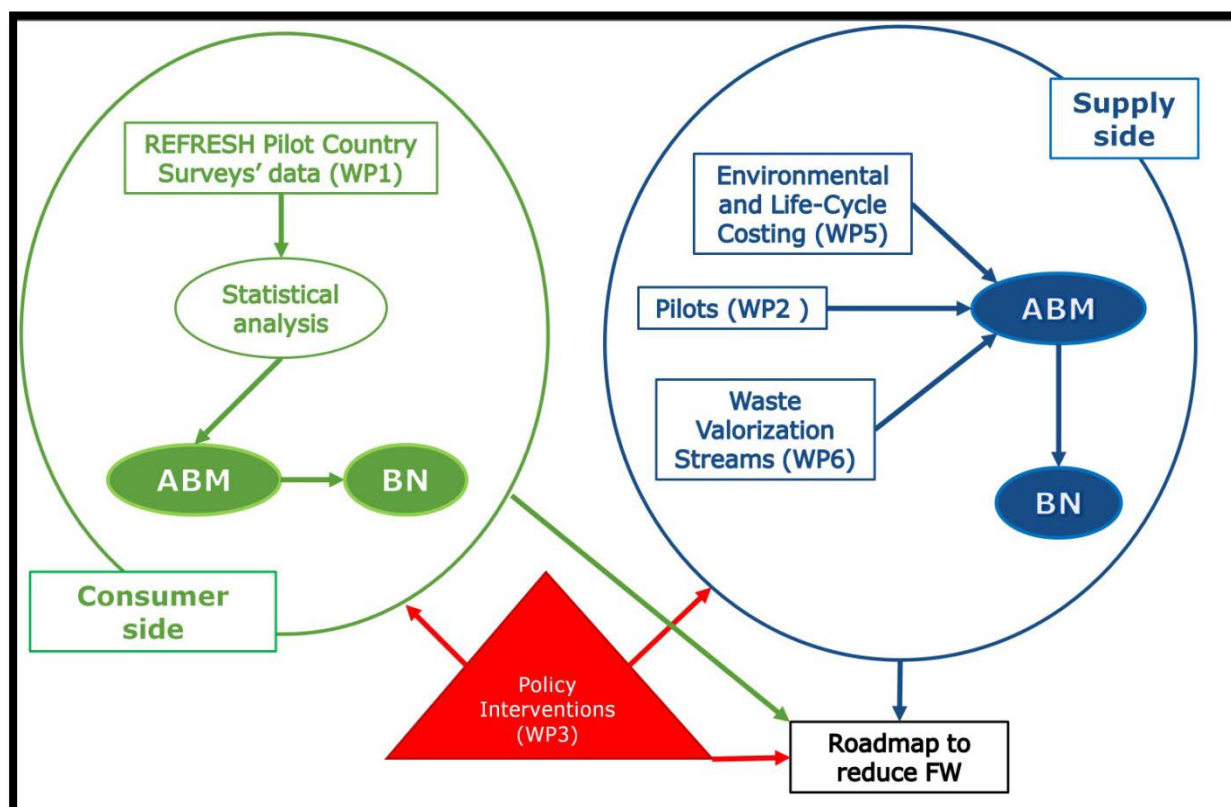 REFRESH Pilot Country
Surveys’ data (WP1)
Statistical
analysis
ABM
BN
Consumer
side
Supply
side
Environmental
and Life-Cycle
Costing (WP5)
Pilots (WP2 )
ABM
Waste
Valorization
Streams (WP6)
BN
Policy
Interventions
(WP3)
Roadmap to
reduce FW